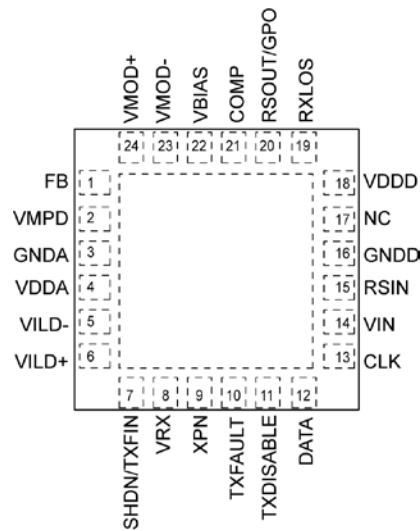 VMOD+
VMOD-
VBIAS
COMP
RSOUT/GPO
RXLOS
24
23
22
21
20
19
FB
1
VMPD
2
GNDA
3
VDDA
4
VILD-
5
VILD+
6
18
VDDD
17
NC
16
GNDD
15
RSIN
14
VIN
13
CLK
7
8
9
10
11
12
SHDN/TXFIN
VRX
XPN
TXFAULT
TXDISABLE
DATA